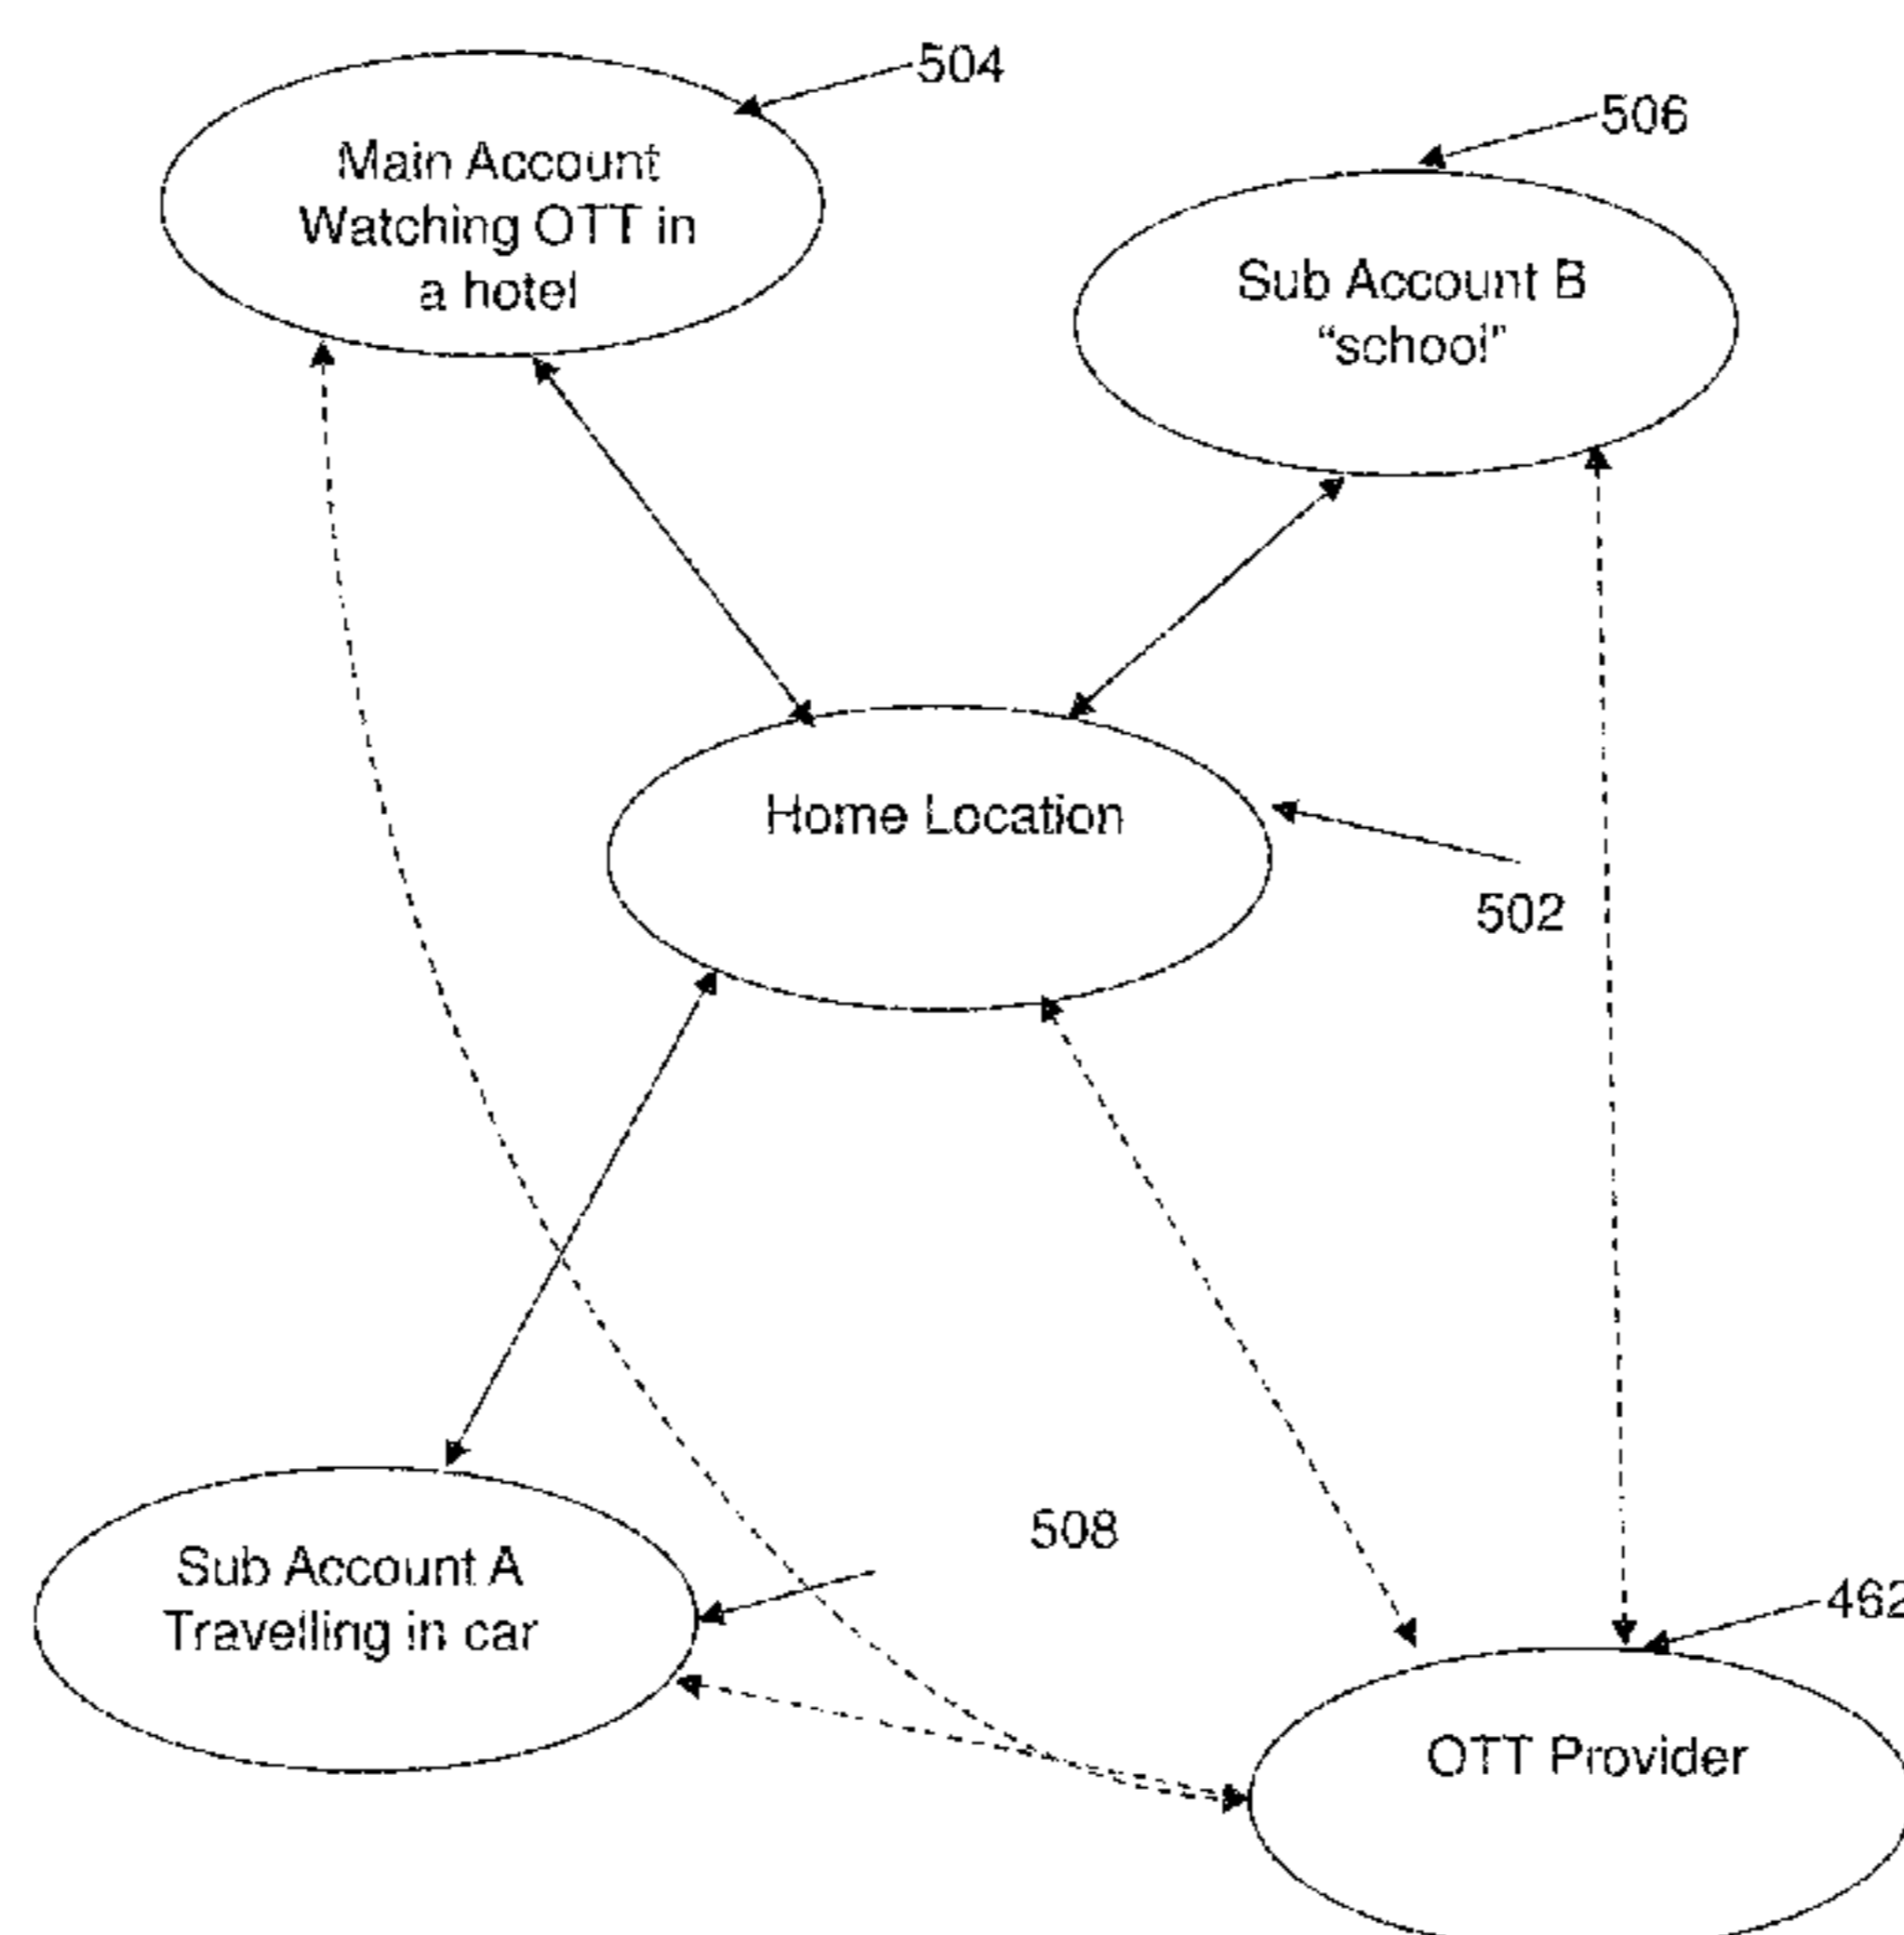 504
506
Main Account
Watching OTT in
a hotel
Sub Account B
“school”
Home Location
502
508
Sub Account A
Travelling in car
462
OTT Provider